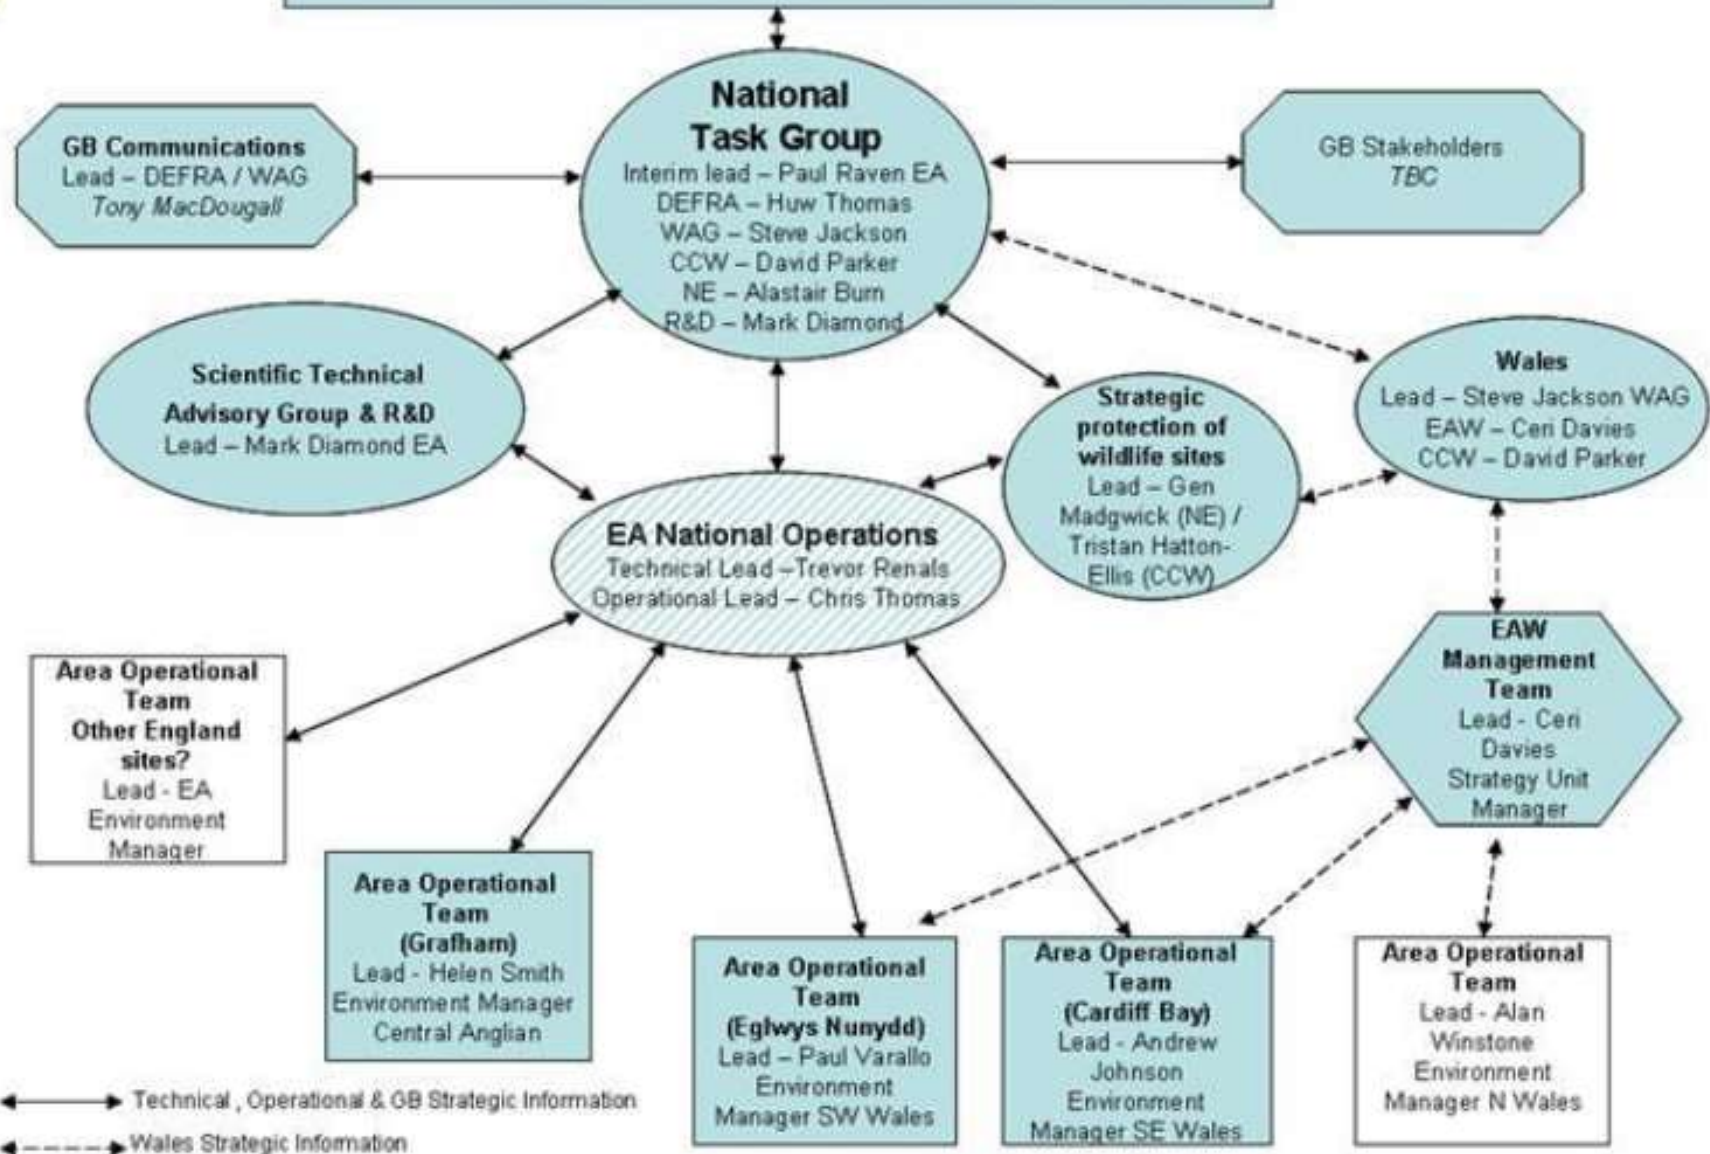 National
Task Group
Interim lead – Paul Raven EA
DEFRA – Huw Thomas
WAG – Steve Jackson
CCW – David Parker
NE – Alastair Burn
R&D – Mark Diamond
GB Communications
Lead – DEFRA / WAG
Tony MacDougall
GB Stakeholders
TBC
Scientific Technical
Advisory Group & R&D
Lead – Mark Diamond EA
Strategic
protection of
wildlife sites
Lead – Gen
Madgwick (NE) /
Tristan Hatton-
Ellis (CCW)
Wales
Lead – Steve Jackson WAG
EAW – Ceri Davies
CCW – David Parker
EA National Operations
Technical Lead –Trevor Renals
Operational Lead – Chris Thomas
EAW
Management
Team
Lead - Ceri
Davies
Strategy Unit
Manager
Area Operational
Team
Other England
sites?
Lead - EA
Environment
Manager
Area Operational
Team
(Grafham)
Lead - Helen Smith
Environment Manager
Central Anglian
Area Operational
Team
(Eglwys Nunydd)
Lead – Paul Varallo
Environment
Manager SW Wales
Area Operational
Team
(Cardiff Bay)
Lead - Andrew
Johnson
Environment
Manager SE Wales
Area Operational
Team
Lead - Alan
Winstone
Environment
Manager N Wales
Technical , Operational & GB Strategic Information
Wales Strategic Information